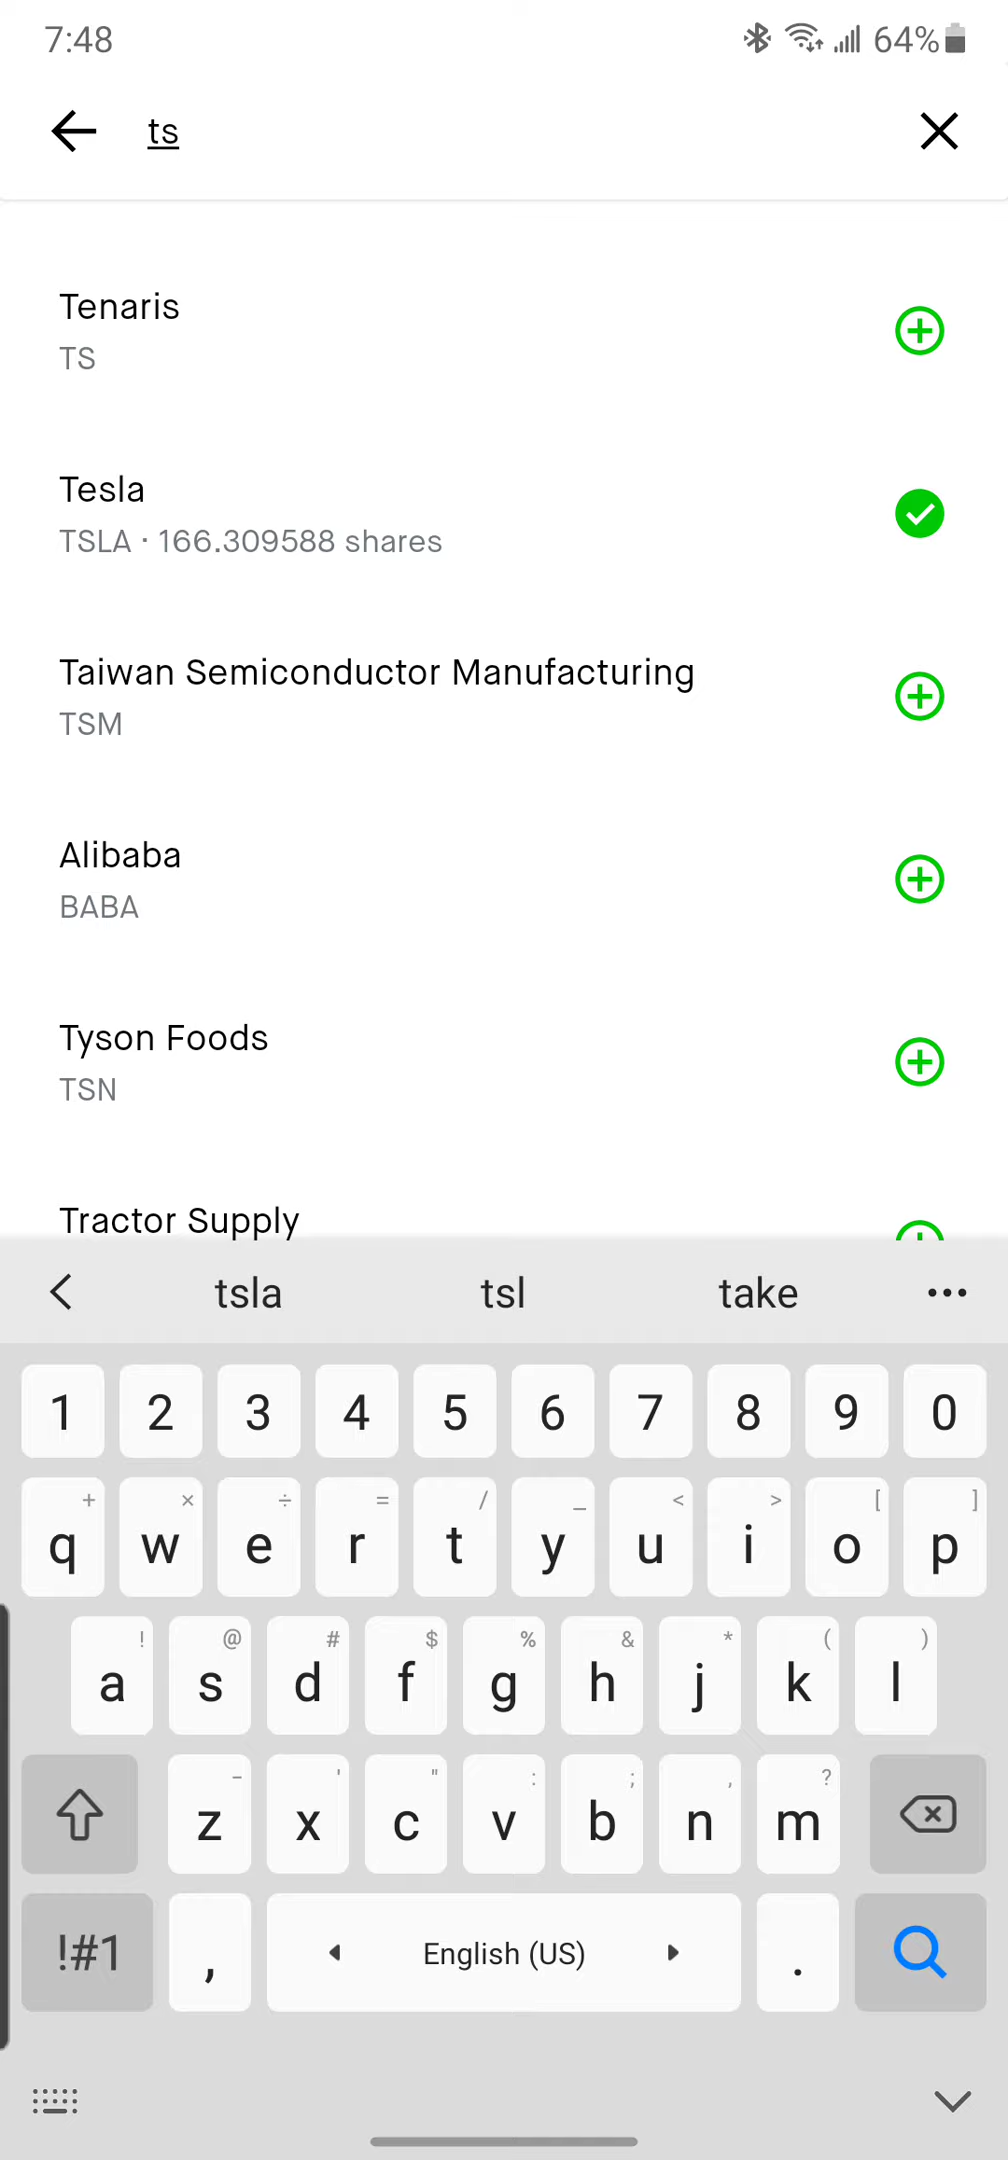 7:48
64%
ts
Tenaris
TS
Tesla
TSLA · 166.309588 shares
Taiwan Semiconductor Manufacturing
TSM
Alibaba
BABA
Tyson Foods
TSN
Tractor Supply
tsla tsl take
1 2 3 4 5 6 7 8 9 0
+ × ÷ = / _ < > [ ]
q w e r t y u i o p
! @ # $ % & * ( )
a s d f g h j k l
- ' " : ; , ?
z x c v b n m
!#1 , English (US) .